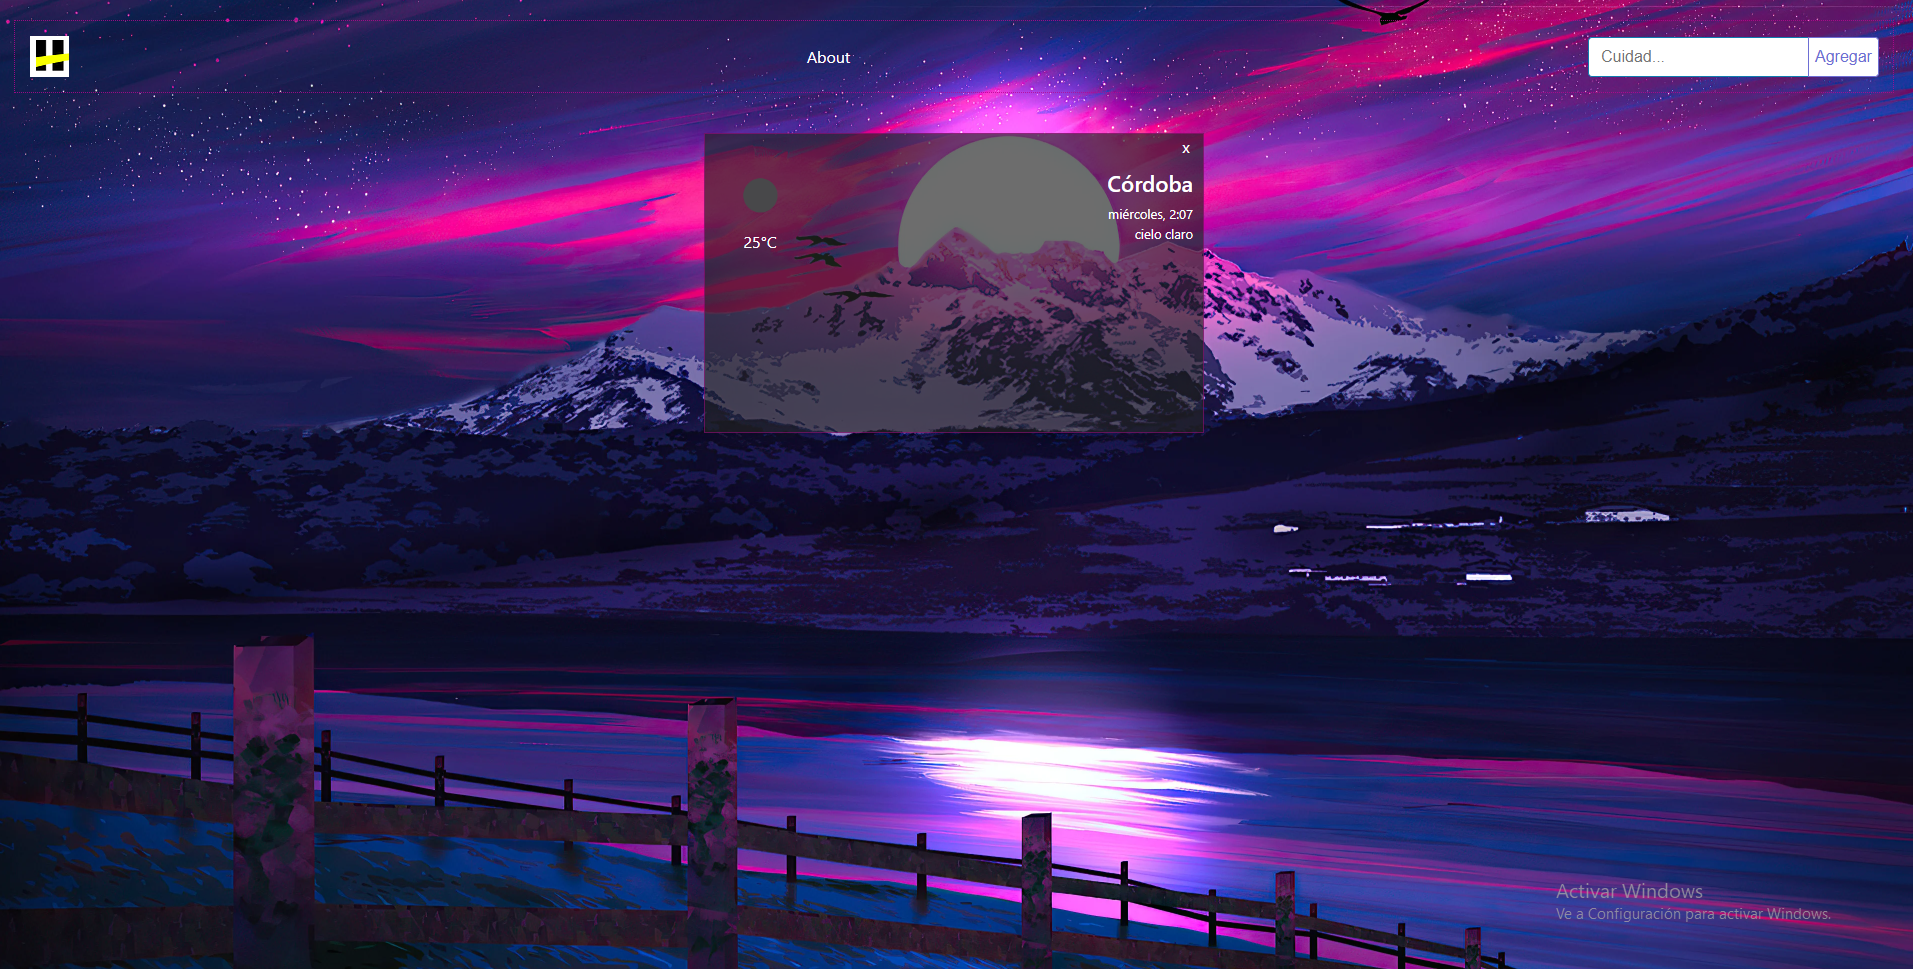 About
Cuidad...
Agregar
x
Córdoba
miércoles, 2:07
cielo claro
25°C
Activar Windows
Ve a Configuración para activar Windows.